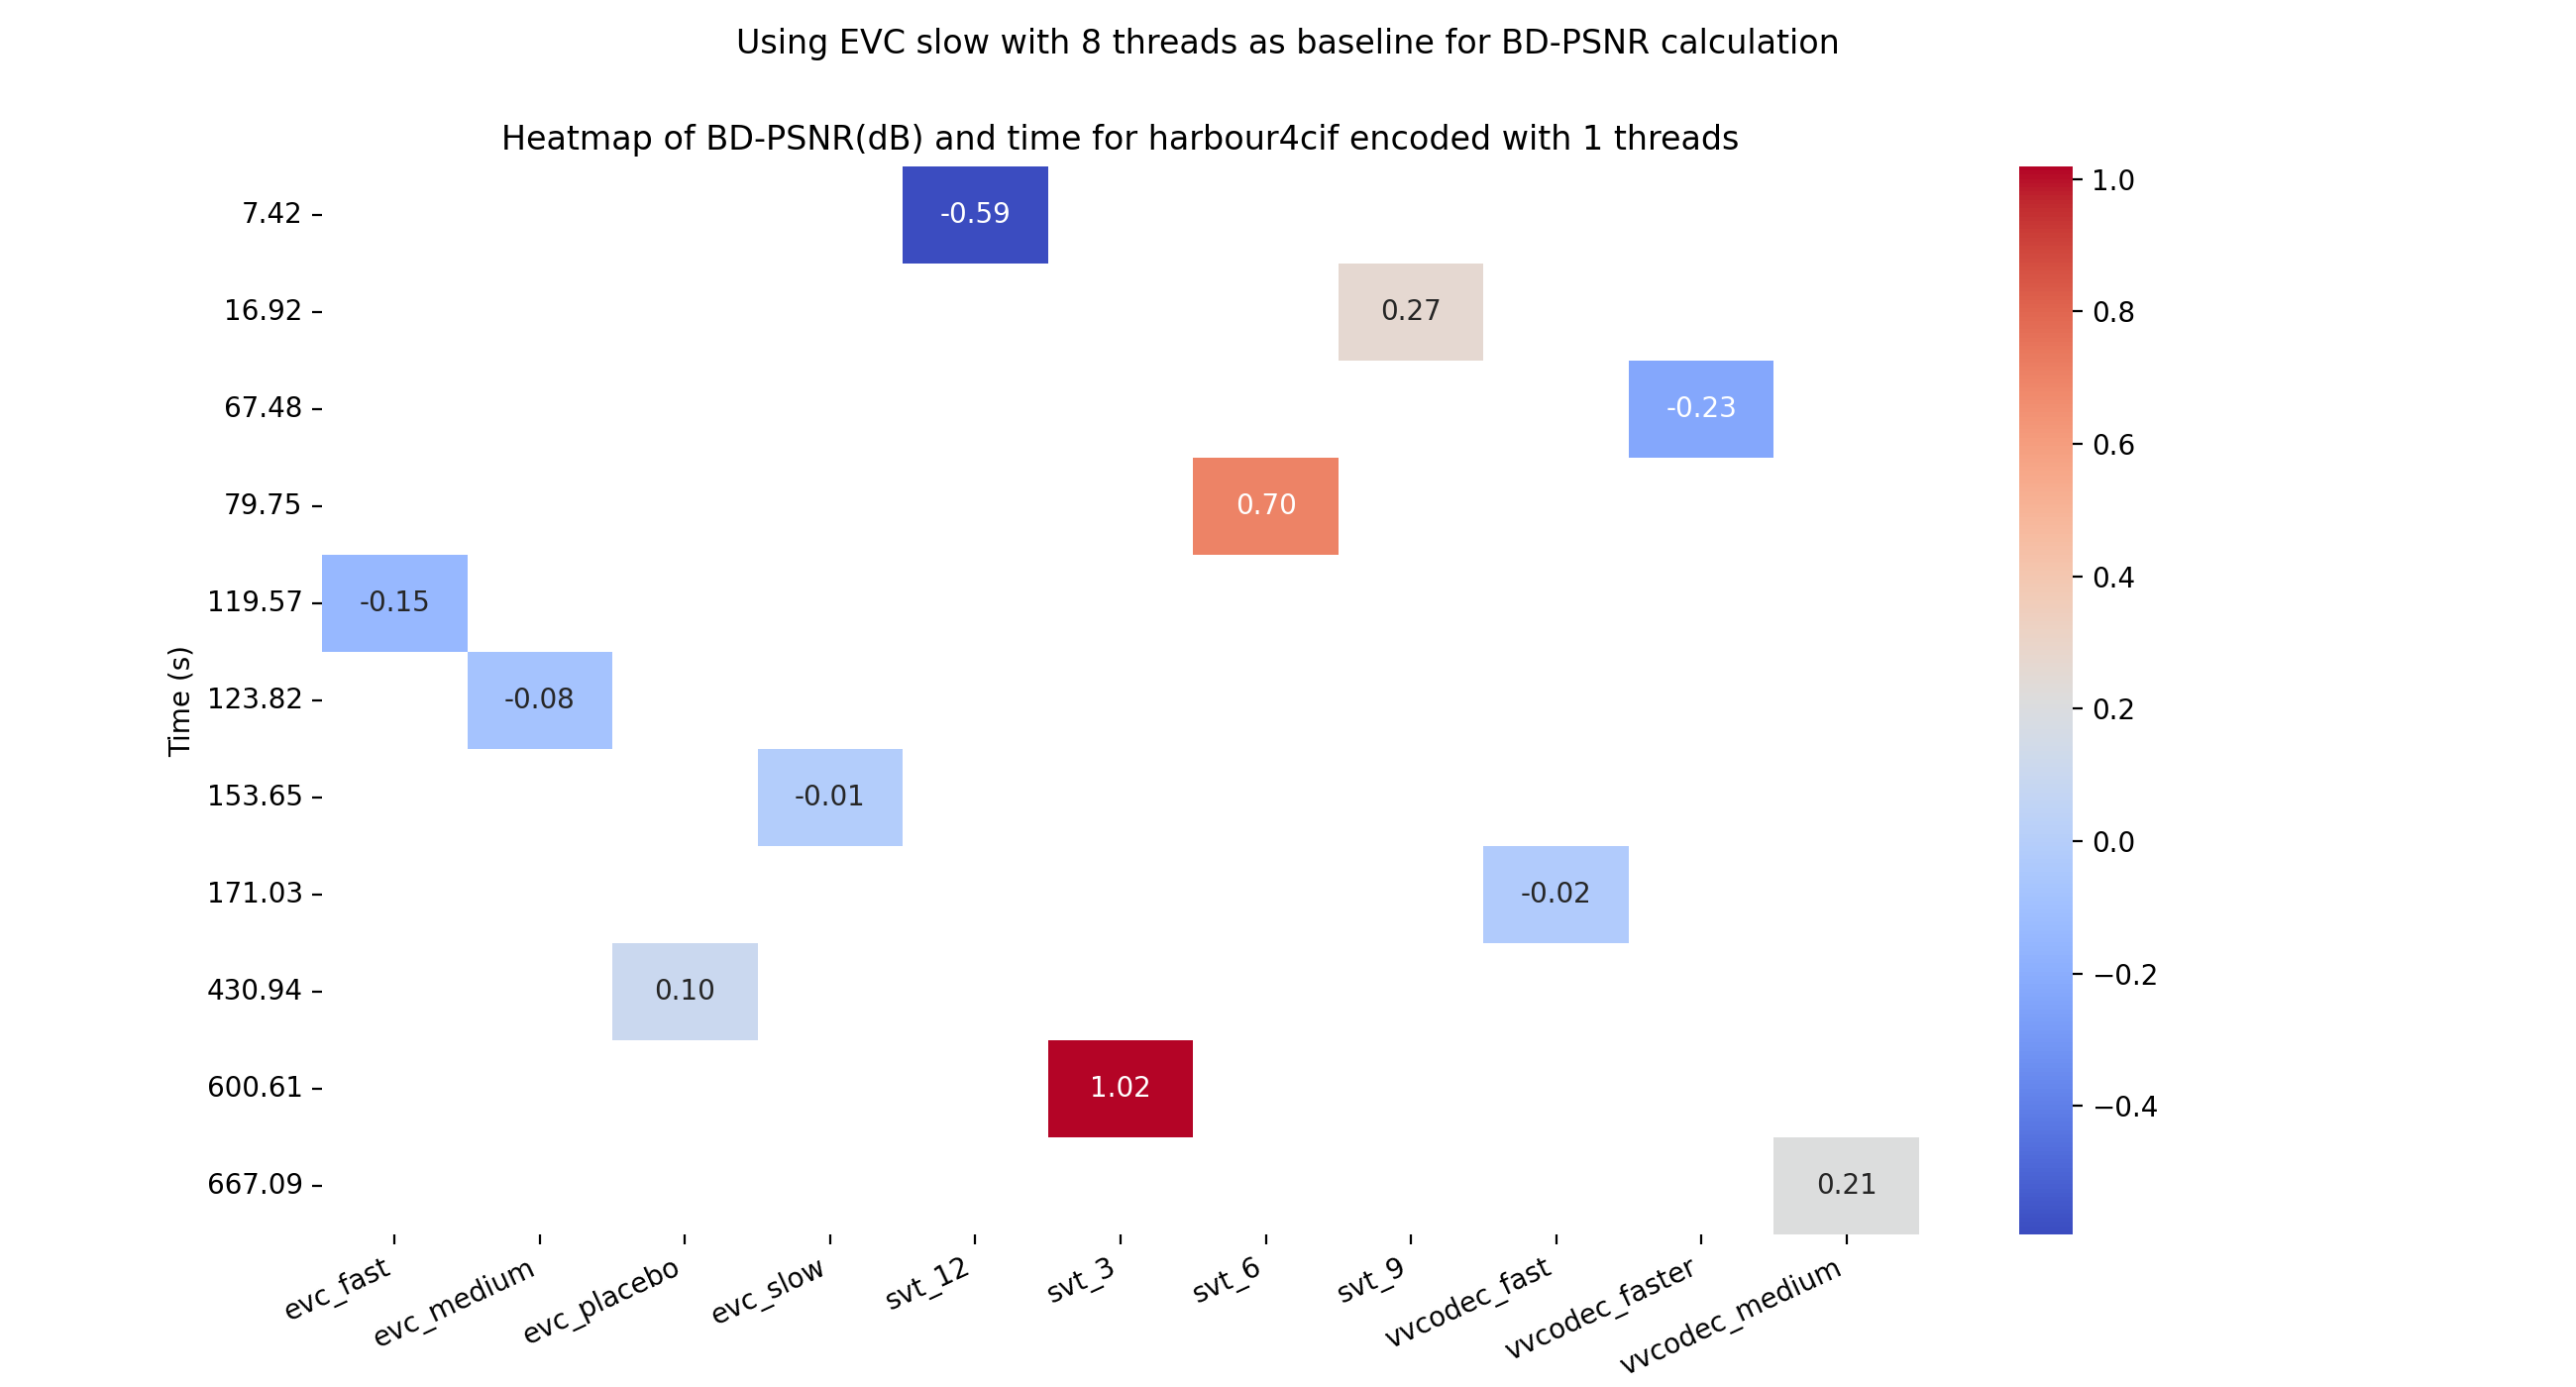 Using EVC slow with 8 threads as baseline for BD-PSNR calculation
Heatmap of BD-PSNR(dB) and time for harbour4cif encoded with 1 threads
Time (s)
7.42
-0.59
16.92
0.27
67.48
-0.23
79.75
0.70
119.57
-0.15
123.82
-0.08
153.65
-0.01
171.03
-0.02
430.94
0.10
600.61
1.02
667.09
0.21
evc_fast
evc_medium
evc_placebo
evc_slow
svt_12
svt_3
svt_6
svt_9
vvcodec_fast
vvcodec_faster
vvcodec_medium
1.0
0.8
0.6
0.4
0.2
0.0
−0.2
−0.4